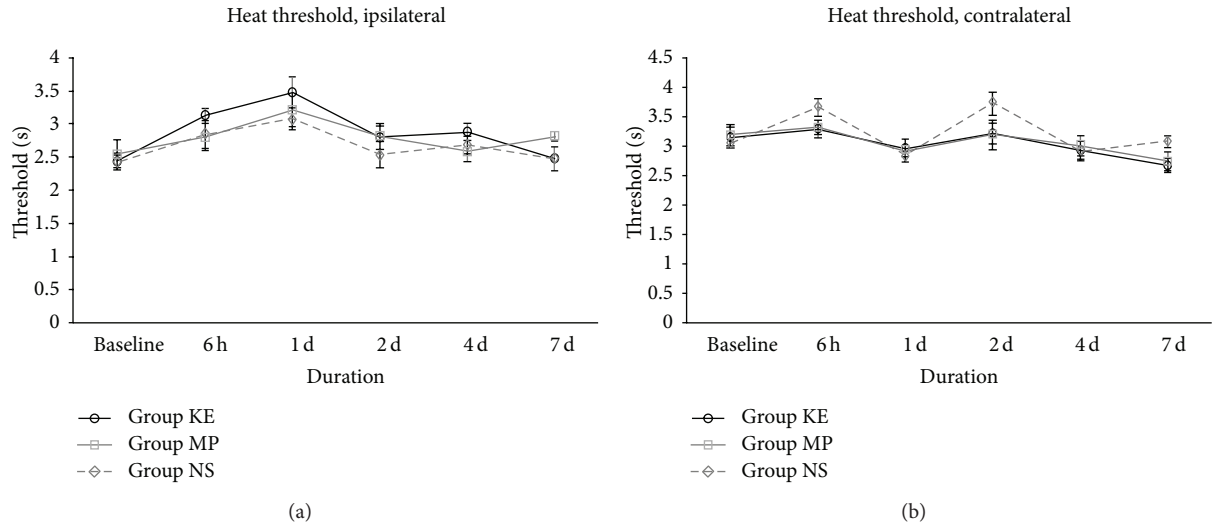 Heat threshold, ipsilateral
4
3.5
3
2.5
2
1.5
1
0.5
0
Threshold (s)
Baseline 6 h 1 d 2 d 4 d 7 d
Duration
Group KE
Group MP
Group NS
(a)
Heat threshold, contralateral
4.5
4
3.5
3
2.5
2
1.5
1
0.5
0
Threshold (s)
Baseline 6 h 1 d 2 d 4 d 7 d
Duration
Group KE
Group MP
Group NS
(b)